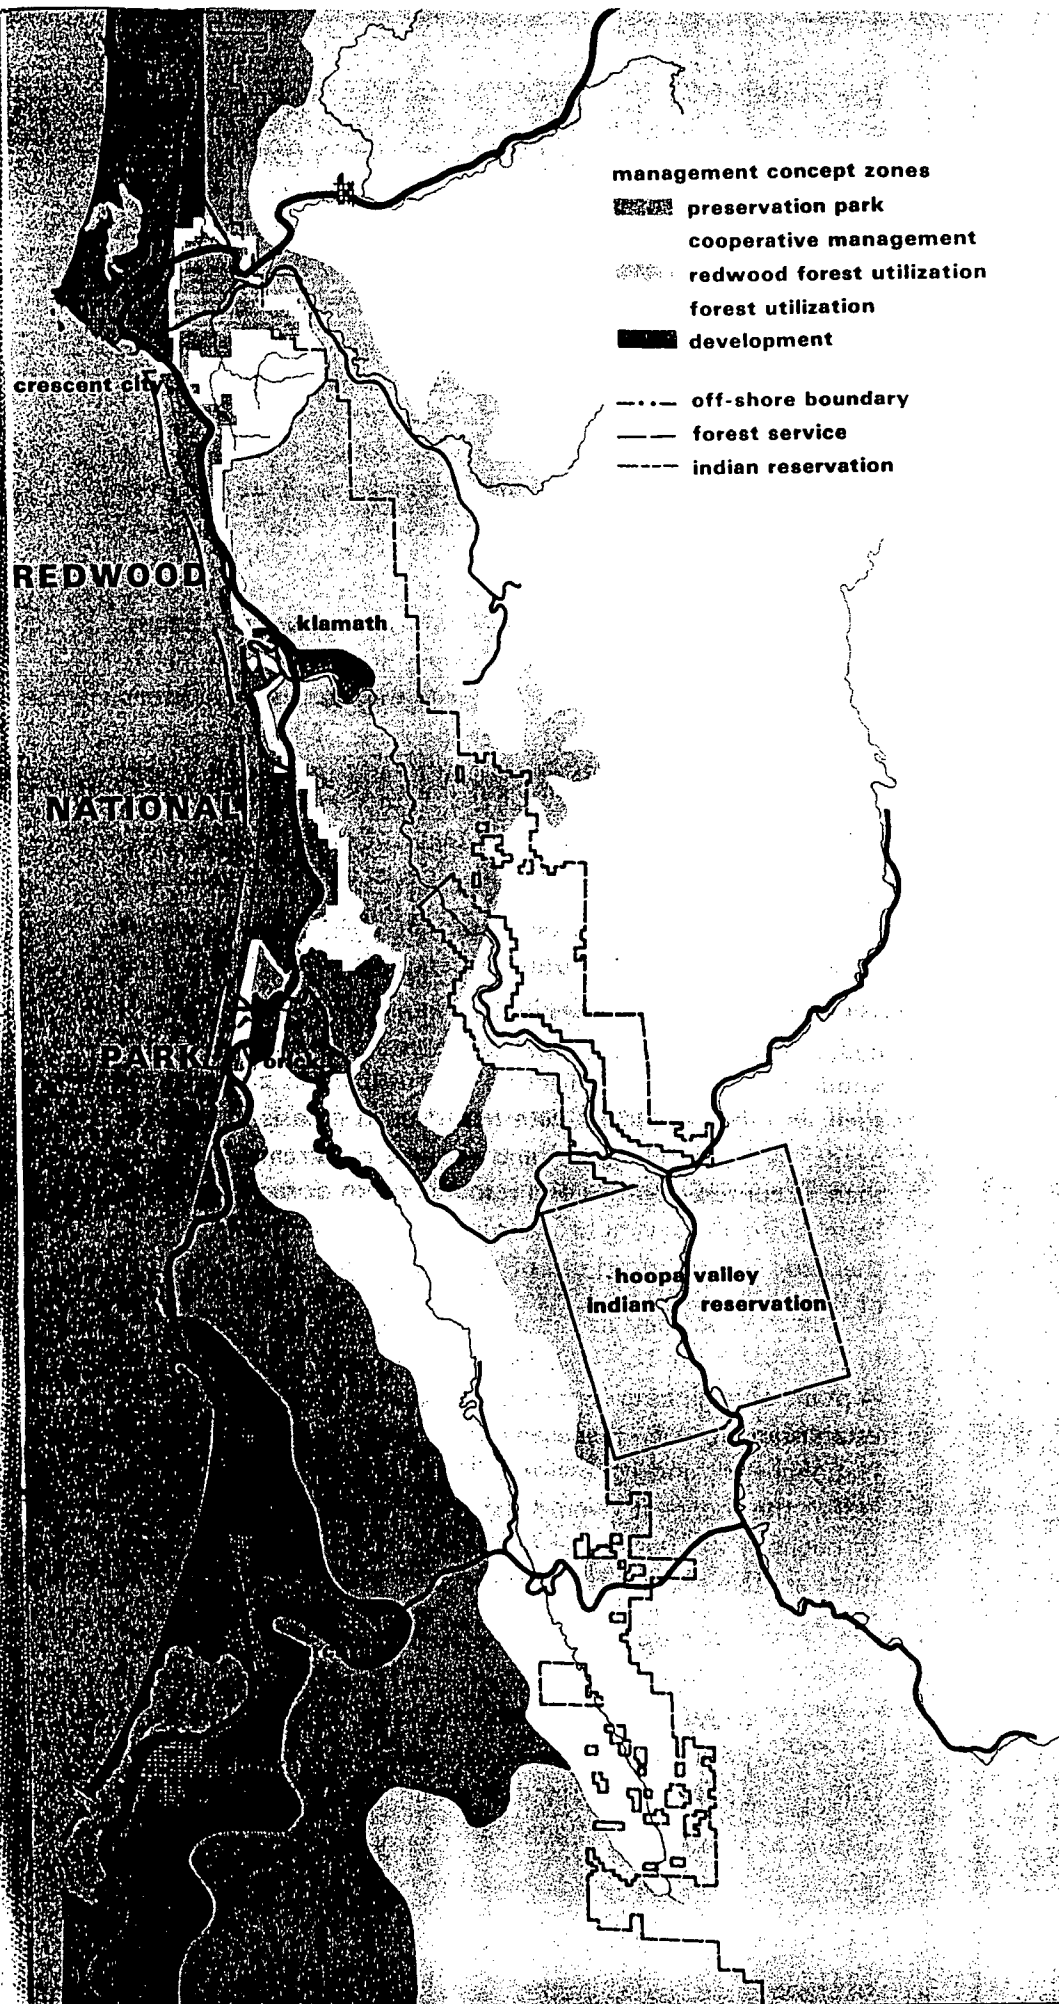 management concept zones
preservation park
cooperative management
redwood forest utilization
forest utilization
development
off-shore boundary
forest service
indian reservation
crescent city
REDWOOD
klamath
NATIONAL
PARK
hoopa valley
indian reservation